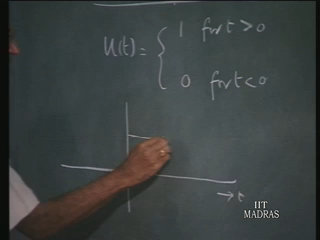 u(t) = { 1 for t > 0
0 for t < 0
→ t
IIT
MADRAS